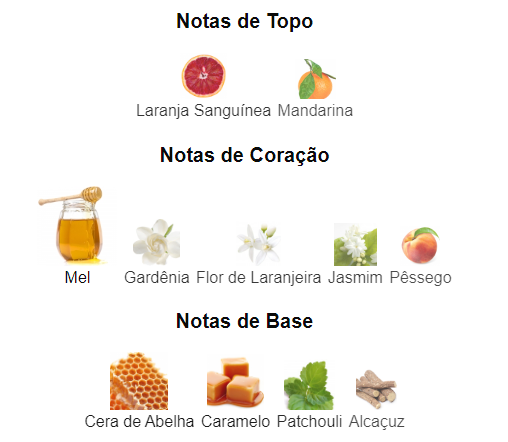 Notas de Topo
Laranja Sanguínea Mandarina
Notas de Coração
Mel Gardênia Flor de Laranjeira Jasmim Pêssego
Notas de Base
Cera de Abelha Caramelo Patchouli Alcaçuz